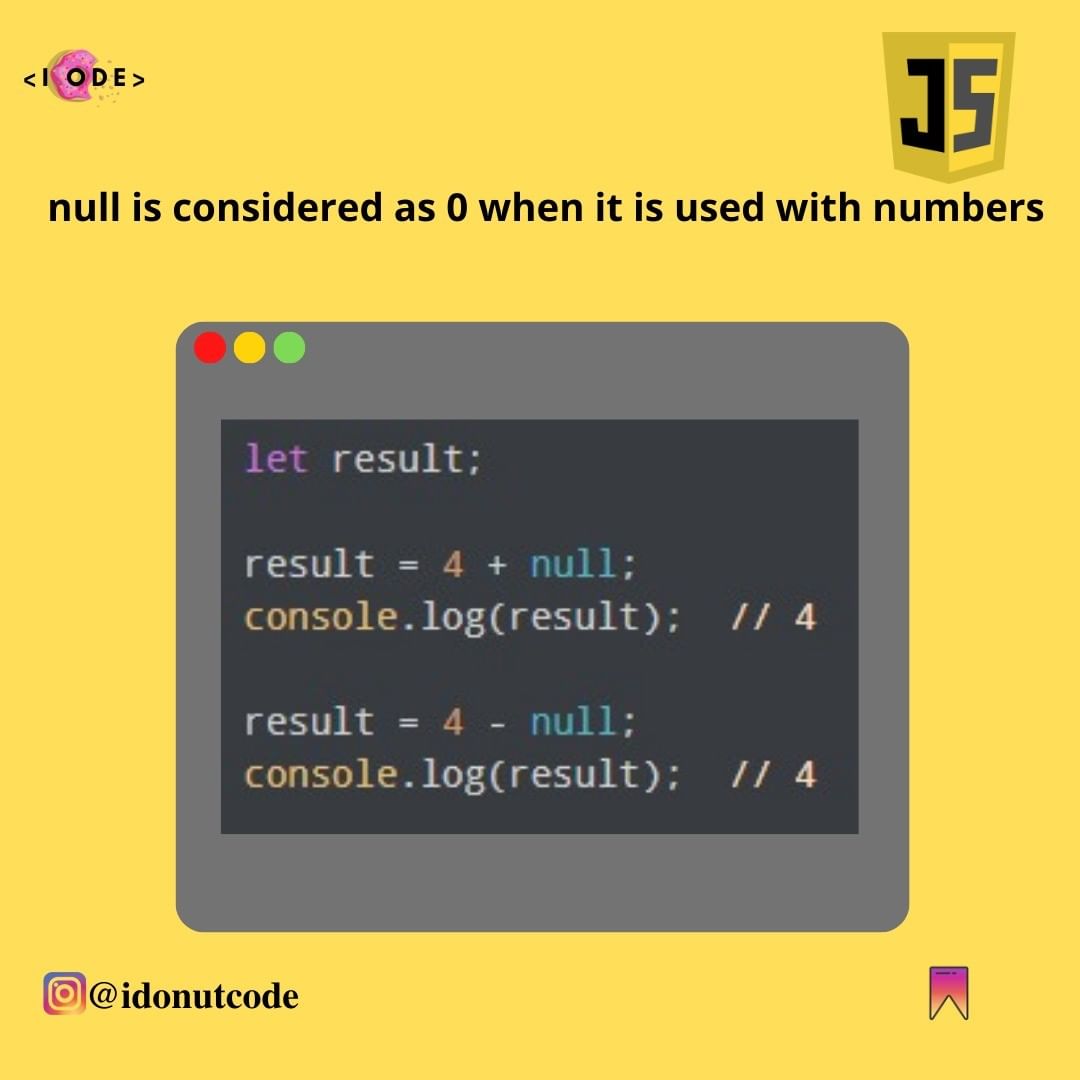 <I ODE>
JS
null is considered as 0 when it is used with numbers
let result;
result = 4 + null;
console.log(result);  // 4
result = 4 - null;
console.log(result);  // 4
@idonutcode